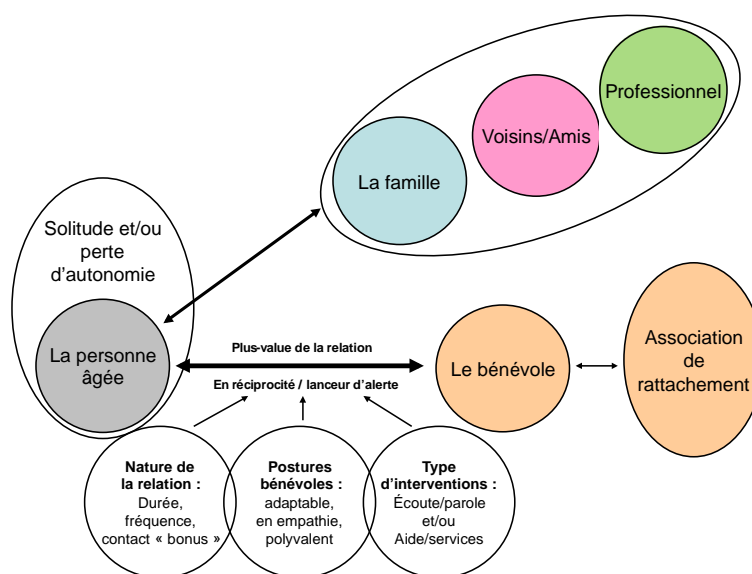 Professionnel
Voisins/Amis
La famille
Solitude et/ou
perte
d'autonomie
La personne
âgée
Plus-value de la relation
En réciprocité / lanceur d'alerte
Le bénévole
Association
de
rattachement
Nature de
la relation :
Durée,
fréquence,
contact « bonus »
Postures
bénévoles :
adaptable,
en empathie,
polyvalent
Type
d'interventions :
Écoute/parole
et/ou
Aide/services